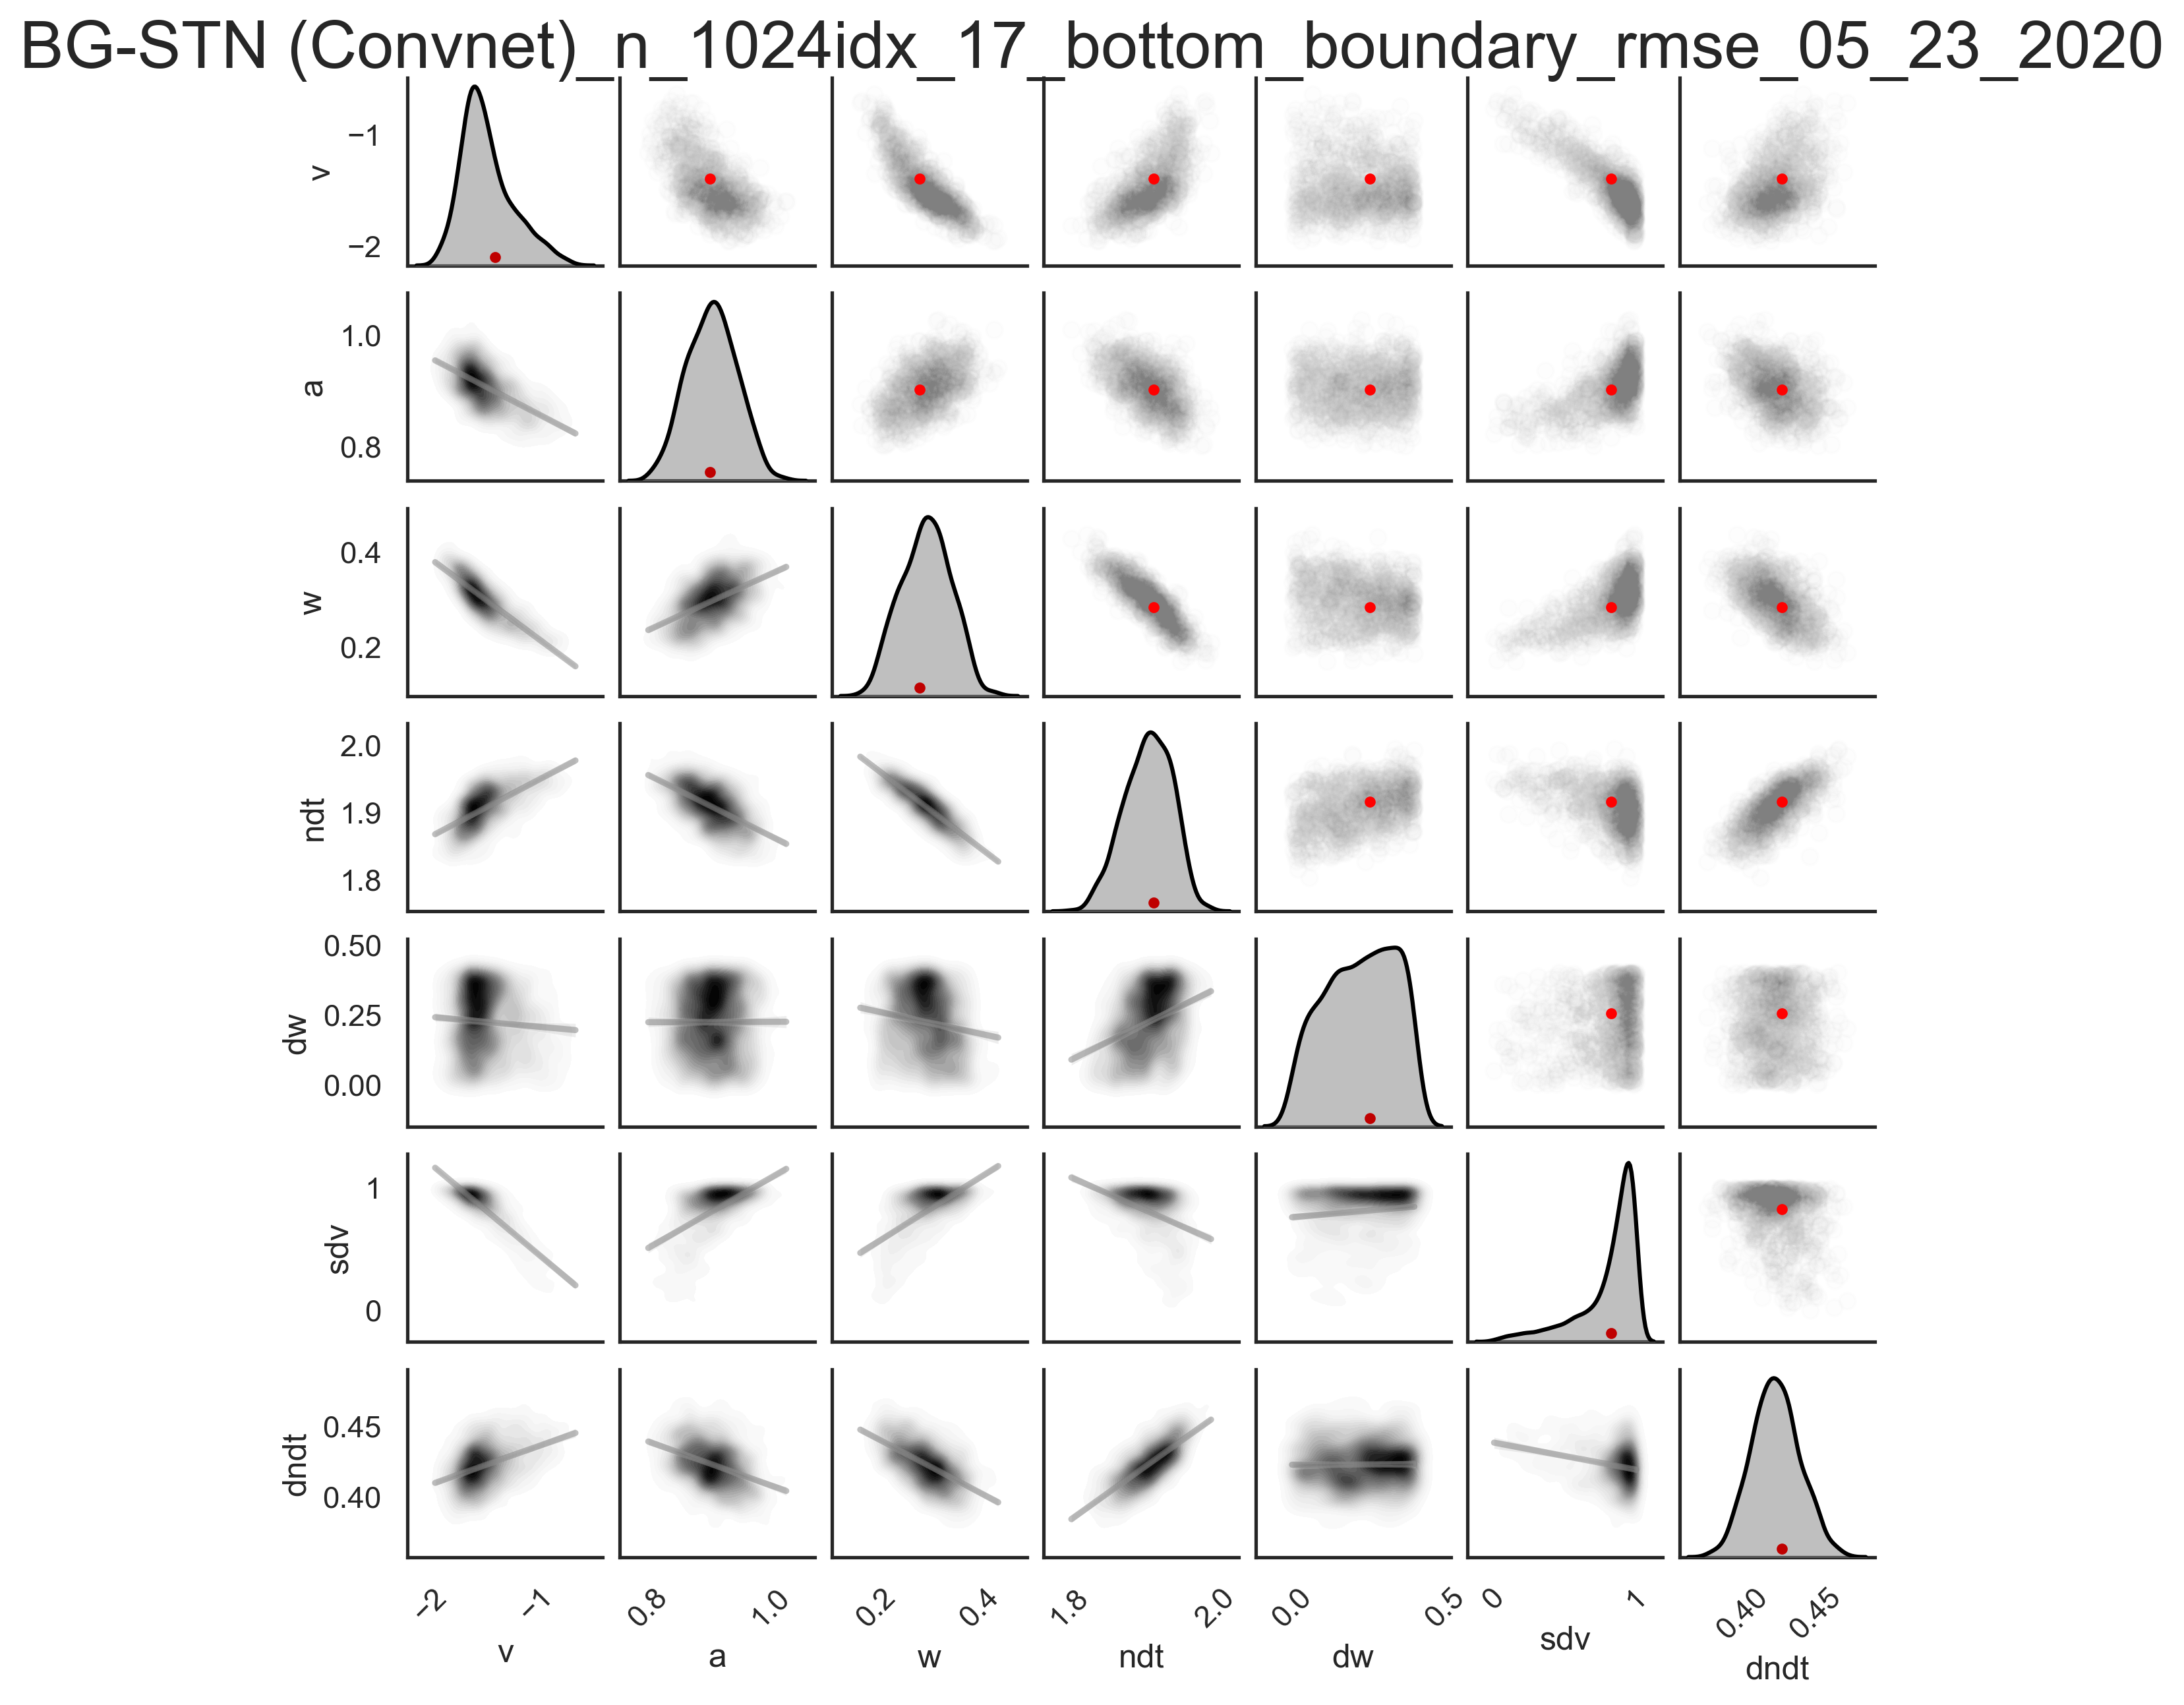 BG-STN (Convnet)_n_1024idx_17_bottom_boundary_rmse_05_23_2020
−1
−2
v
1.0
0.8
a
0.4
0.2
w
2.0
1.9
1.8
ndt
0.50
0.25
0.00
dw
1
0
sdv
0.45
0.40
dndt
−2 −1 0.8 1.0 0.2 0.4 1.8 2.0 0.0 0.5 0 1 0.40 0.45
v a w ndt dw sdv dndt